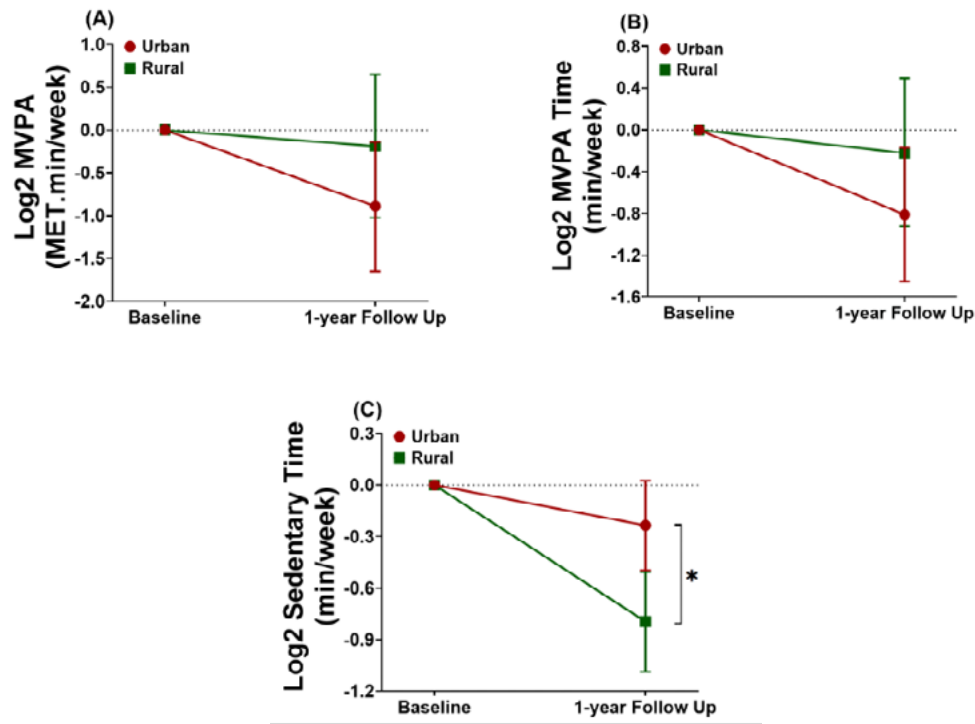 (A)
Log2 MVPA
(MET.min/week)
1.0
0.5
0.0
-0.5
-1.0
-1.5
-2.0
Urban
Rural
Baseline
1-year Follow Up
(B)
Log2 MVPA Time
(min/week)
0.8
0.4
0.0
-0.4
-0.8
-1.2
-1.6
Urban
Rural
Baseline
1-year Follow Up
(C)
Log2 Sedentary Time
(min/week)
0.3
0.0
-0.3
-0.6
-0.9
-1.2
Urban
Rural
*
Baseline
1-year Follow Up